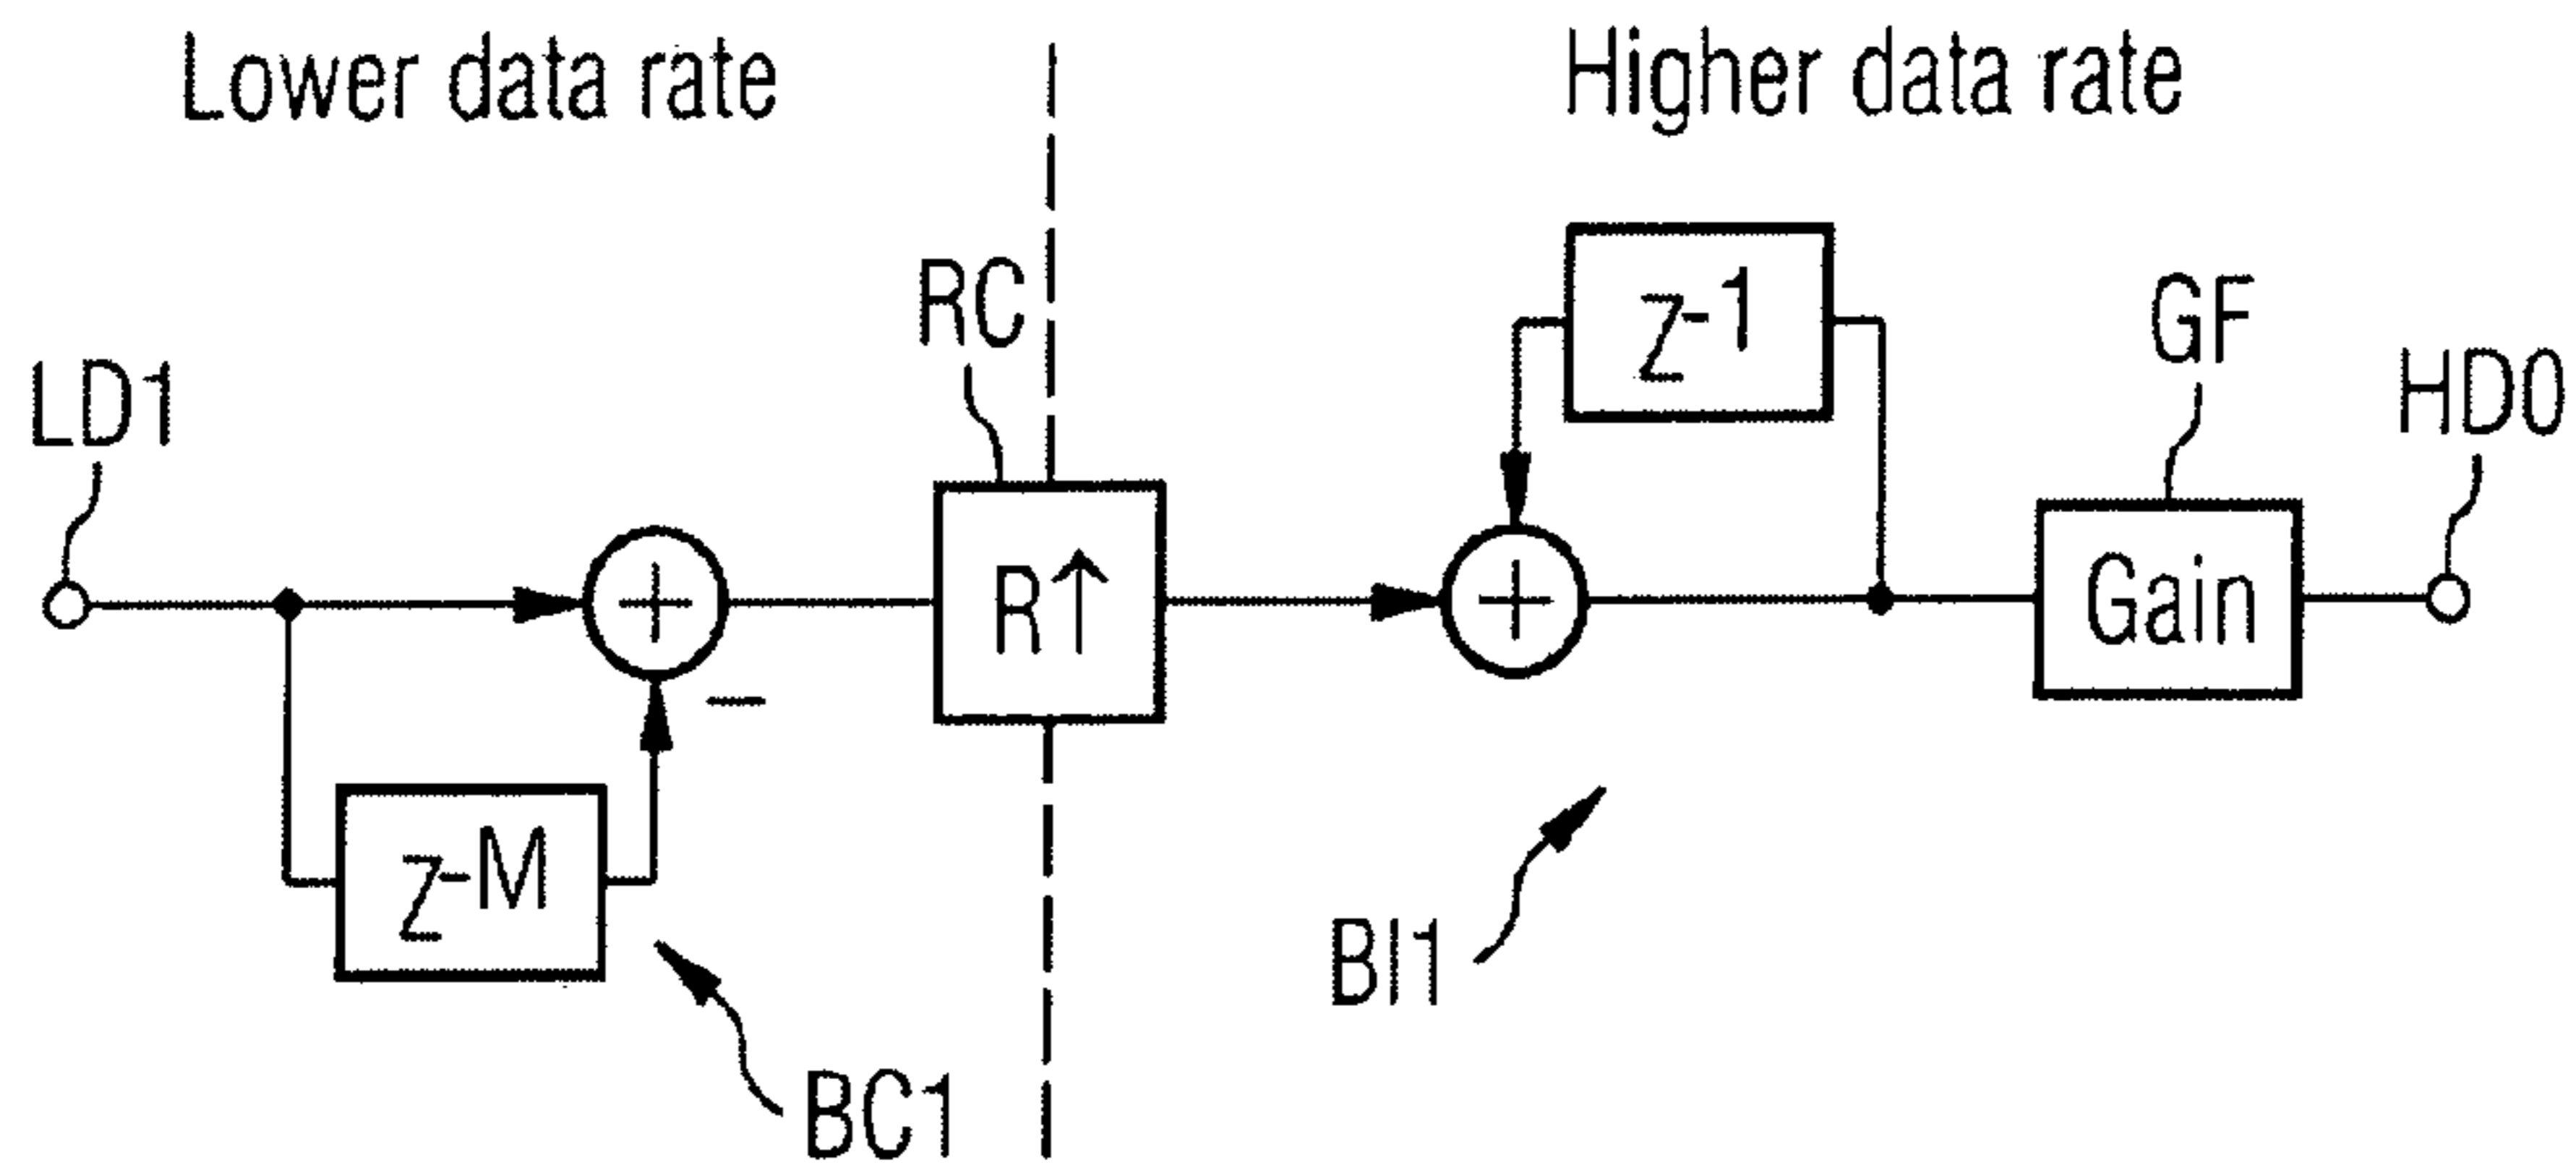 Lower data rate
Higher data rate
RC
z-1
GF
LD1
HD0
+
R↑
+
Gain
-
z-M
BI1
BC1